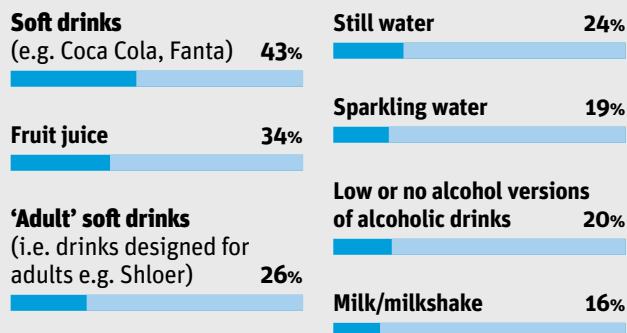 Soft drinks
(e.g. Coca Cola, Fanta) 43%
Fruit juice 34%
‘Adult’ soft drinks
(i.e. drinks designed for
adults e.g. Shloer) 26%
Still water 24%
Sparkling water 19%
Low or no alcohol versions
of alcoholic drinks 20%
Milk/milkshake 16%